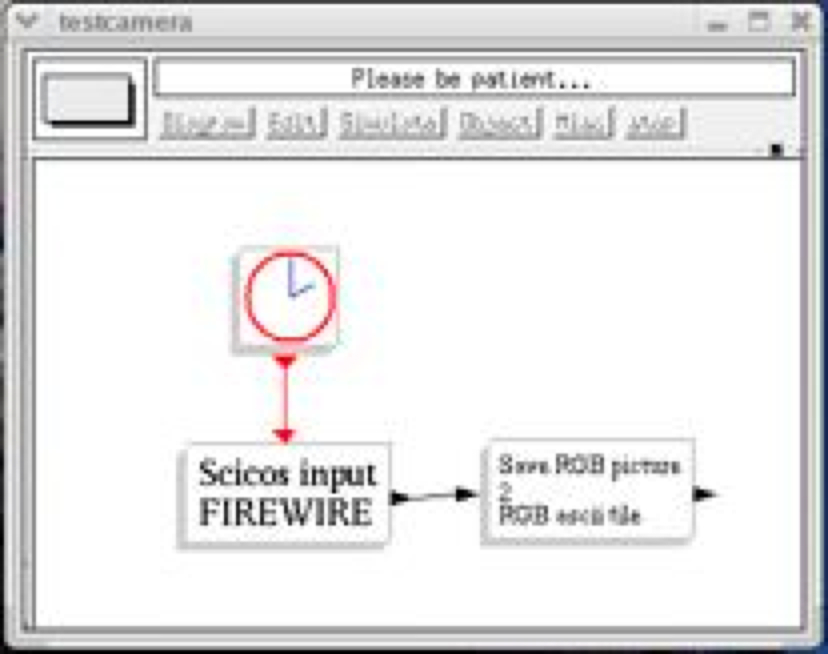 testcamera
Please be patient...
Diagram Edit Simulate Object Misc stop
Scicos input
FIREWIRE
Save RGB picture
2
RGB ascii file